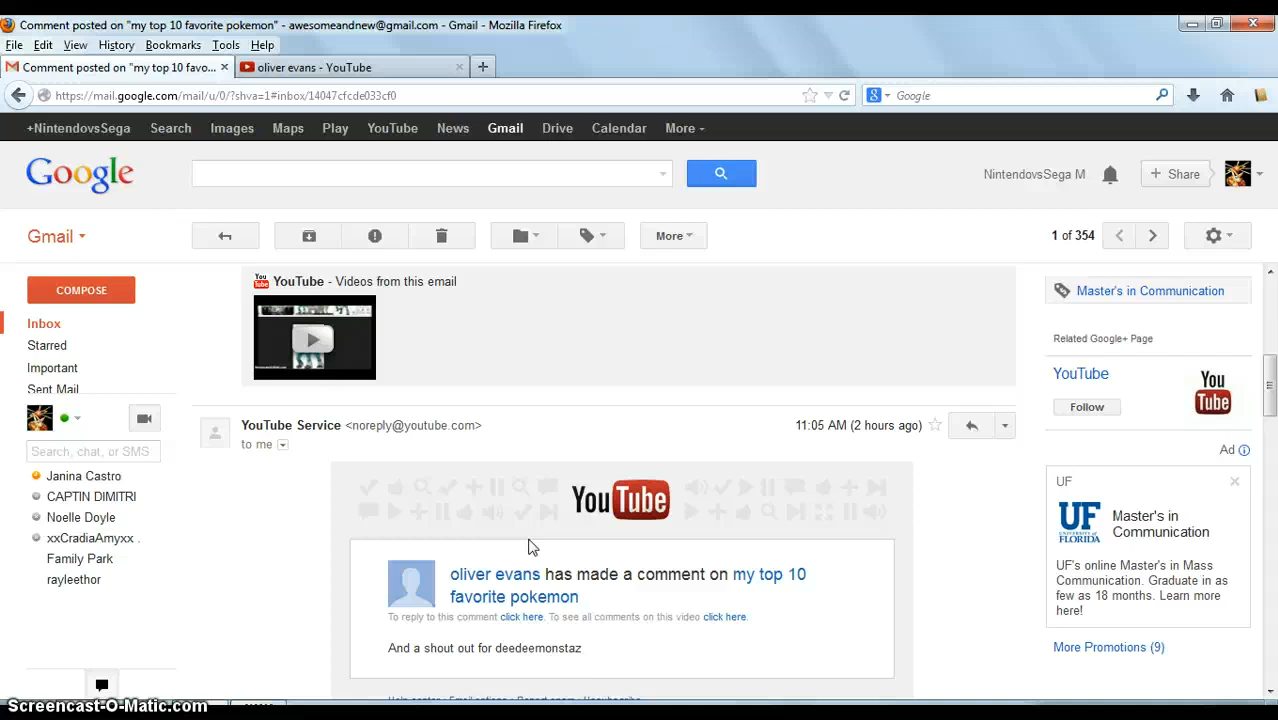 Comment posted on "my top 10 favorite pokemon" - awesomeandnew@gmail.com - Gmail - Mozilla Firefox
File Edit View History Bookmarks Tools Help
Comment posted on "my top 10 favo... oliver evans - YouTube
https://mail.google.com/mail/u/0/?shva=1#inbox/14047cfcde033cf0 Google
+NintendovsSega Search Images Maps Play YouTube News Gmail Drive Calendar More
Google NintendovsSega M + Share
Gmail More 1 of 354
COMPOSE
Inbox
Starred
Important
Sent Mail
Search, chat, or SMS
Janina Castro
CAPTIN DIMITRI
Noelle Doyle
xxCradiaAmyxx .
Family Park
rayleethor
You Tube YouTube - Videos from this email
YouTube Service <noreply@youtube.com> 11:05 AM (2 hours ago)
to me
YouTube
oliver evans has made a comment on my top 10
favorite pokemon
To reply to this comment click here. To see all comments on this video click here.
And a shout out for deedeemonstaz
Help center • Email options • Report spam • Unsubscribe
Master's in Communication
Related Google+ Page
YouTube
Follow
You
Tube
Ad
UF
UF
UNIVERSITY of
FLORIDA
Master's in
Communication
UF's online Master's in Mass
Communication. Graduate in as
few as 18 months. Learn more
here!
More Promotions (9)
Screencast-O-Matic.com